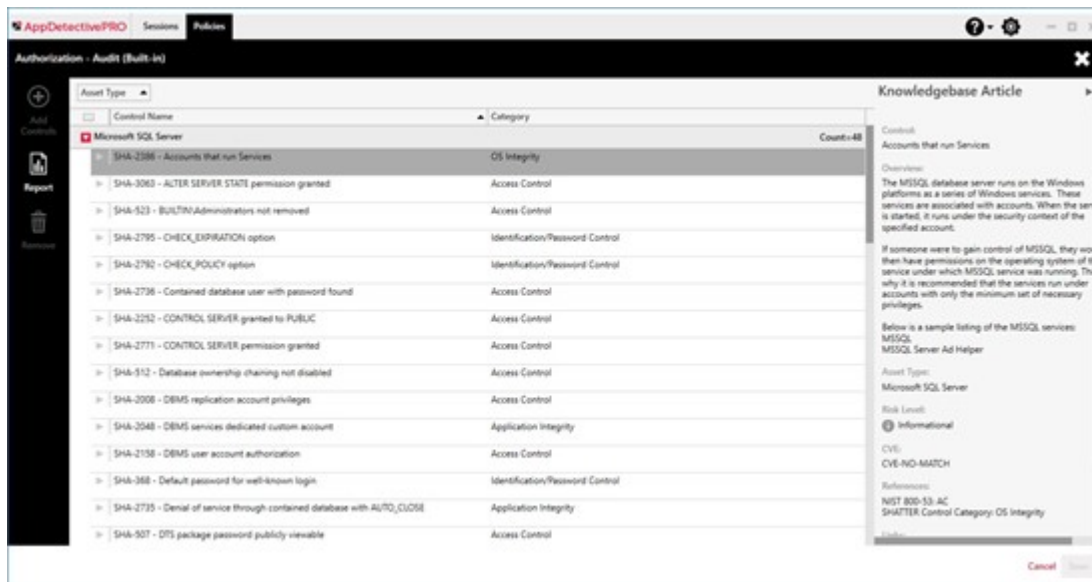 AppDetectivePRO Sessions Policies
Authorization - Audit (Built-in)
Add Controls
Report
Remove
Asset Type
Control Name Category
Microsoft SQL Server Count=48
SHA-2386 - Accounts that run Services OS Integrity
SHA-3063 - ALTER SERVER STATE permission granted Access Control
SHA-523 - BUILTIN\Administrators not removed Access Control
SHA-2795 - CHECK_EXPIRATION option Identification/Password Control
SHA-2792 - CHECK_POLICY option Identification/Password Control
SHA-2736 - Contained database user with password found Access Control
SHA-2252 - CONTROL SERVER granted to PUBLIC Access Control
SHA-2771 - CONTROL SERVER permission granted Access Control
SHA-512 - Database ownership chaining not disabled Access Control
SHA-2008 - DBMS replication account privileges Access Control
SHA-2048 - DBMS services dedicated custom account Application Integrity
SHA-2158 - DBMS user account authorization Access Control
SHA-368 - Default password for well-known login Identification/Password Control
SHA-2735 - Denial of service through contained database with AUTO_CLOSE Application Integrity
SHA-507 - DTS package password publicly viewable Access Control
Knowledgebase Article
Control:
Accounts that run Services
Overview:
The MSSQL database server runs on the Windows
platforms as a series of Windows services. These
services are associated with accounts. When the ser
is started, it runs under the security context of the
specified account.
If someone were to gain control of MSSQL, they wou
then have permissions on the operating system of t
service under which MSSQL service was running. Th
why it is recommended that the services run under
accounts with only the minimum set of necessary
privileges.
Below is a sample listing of the MSSQL services:
MSSQL
MSSQL Server Ad Helper
Asset Type:
Microsoft SQL Server
Risk Level:
Informational
CVE:
CVE-NO-MATCH
References:
NIST 800-53: AC
SHATTER Control Category: OS Integrity
Cancel